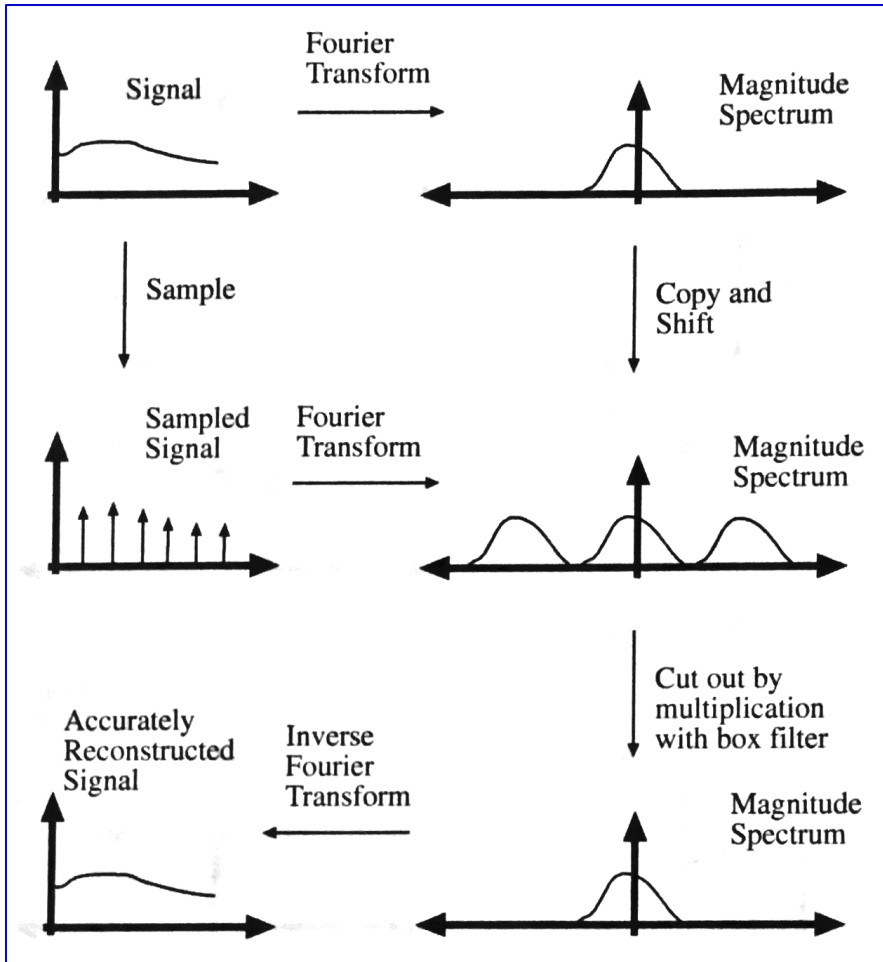 Signal
Fourier
Transform
Magnitude
Spectrum
Sample
Copy and
Shift
Sampled
Signal
Fourier
Transform
Magnitude
Spectrum
Cut out by
multiplication
with box filter
Accurately
Reconstructed
Signal
Inverse
Fourier
Transform
Magnitude
Spectrum